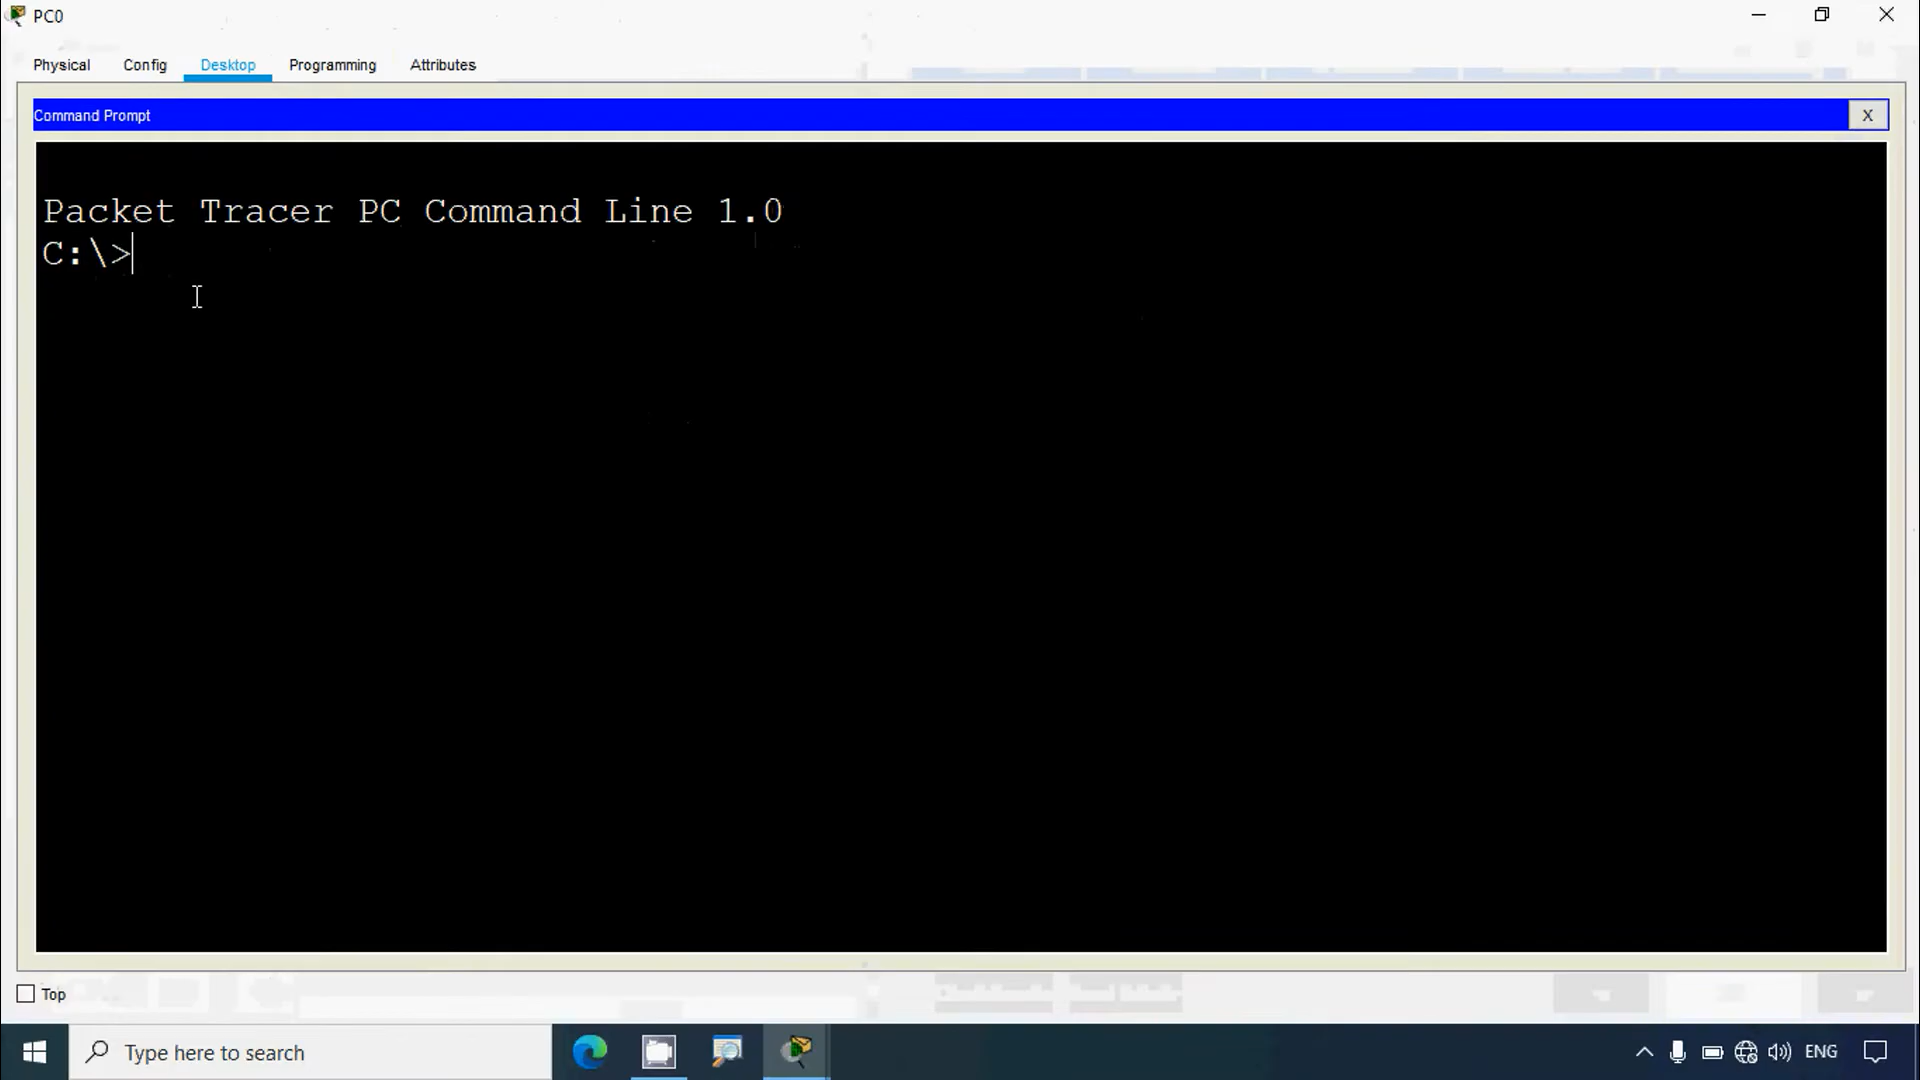 PC0
Physical Config Desktop Programming Attributes
Command Prompt
X
Packet Tracer PC Command Line 1.0
C:\>
Top
Type here to search
ENG